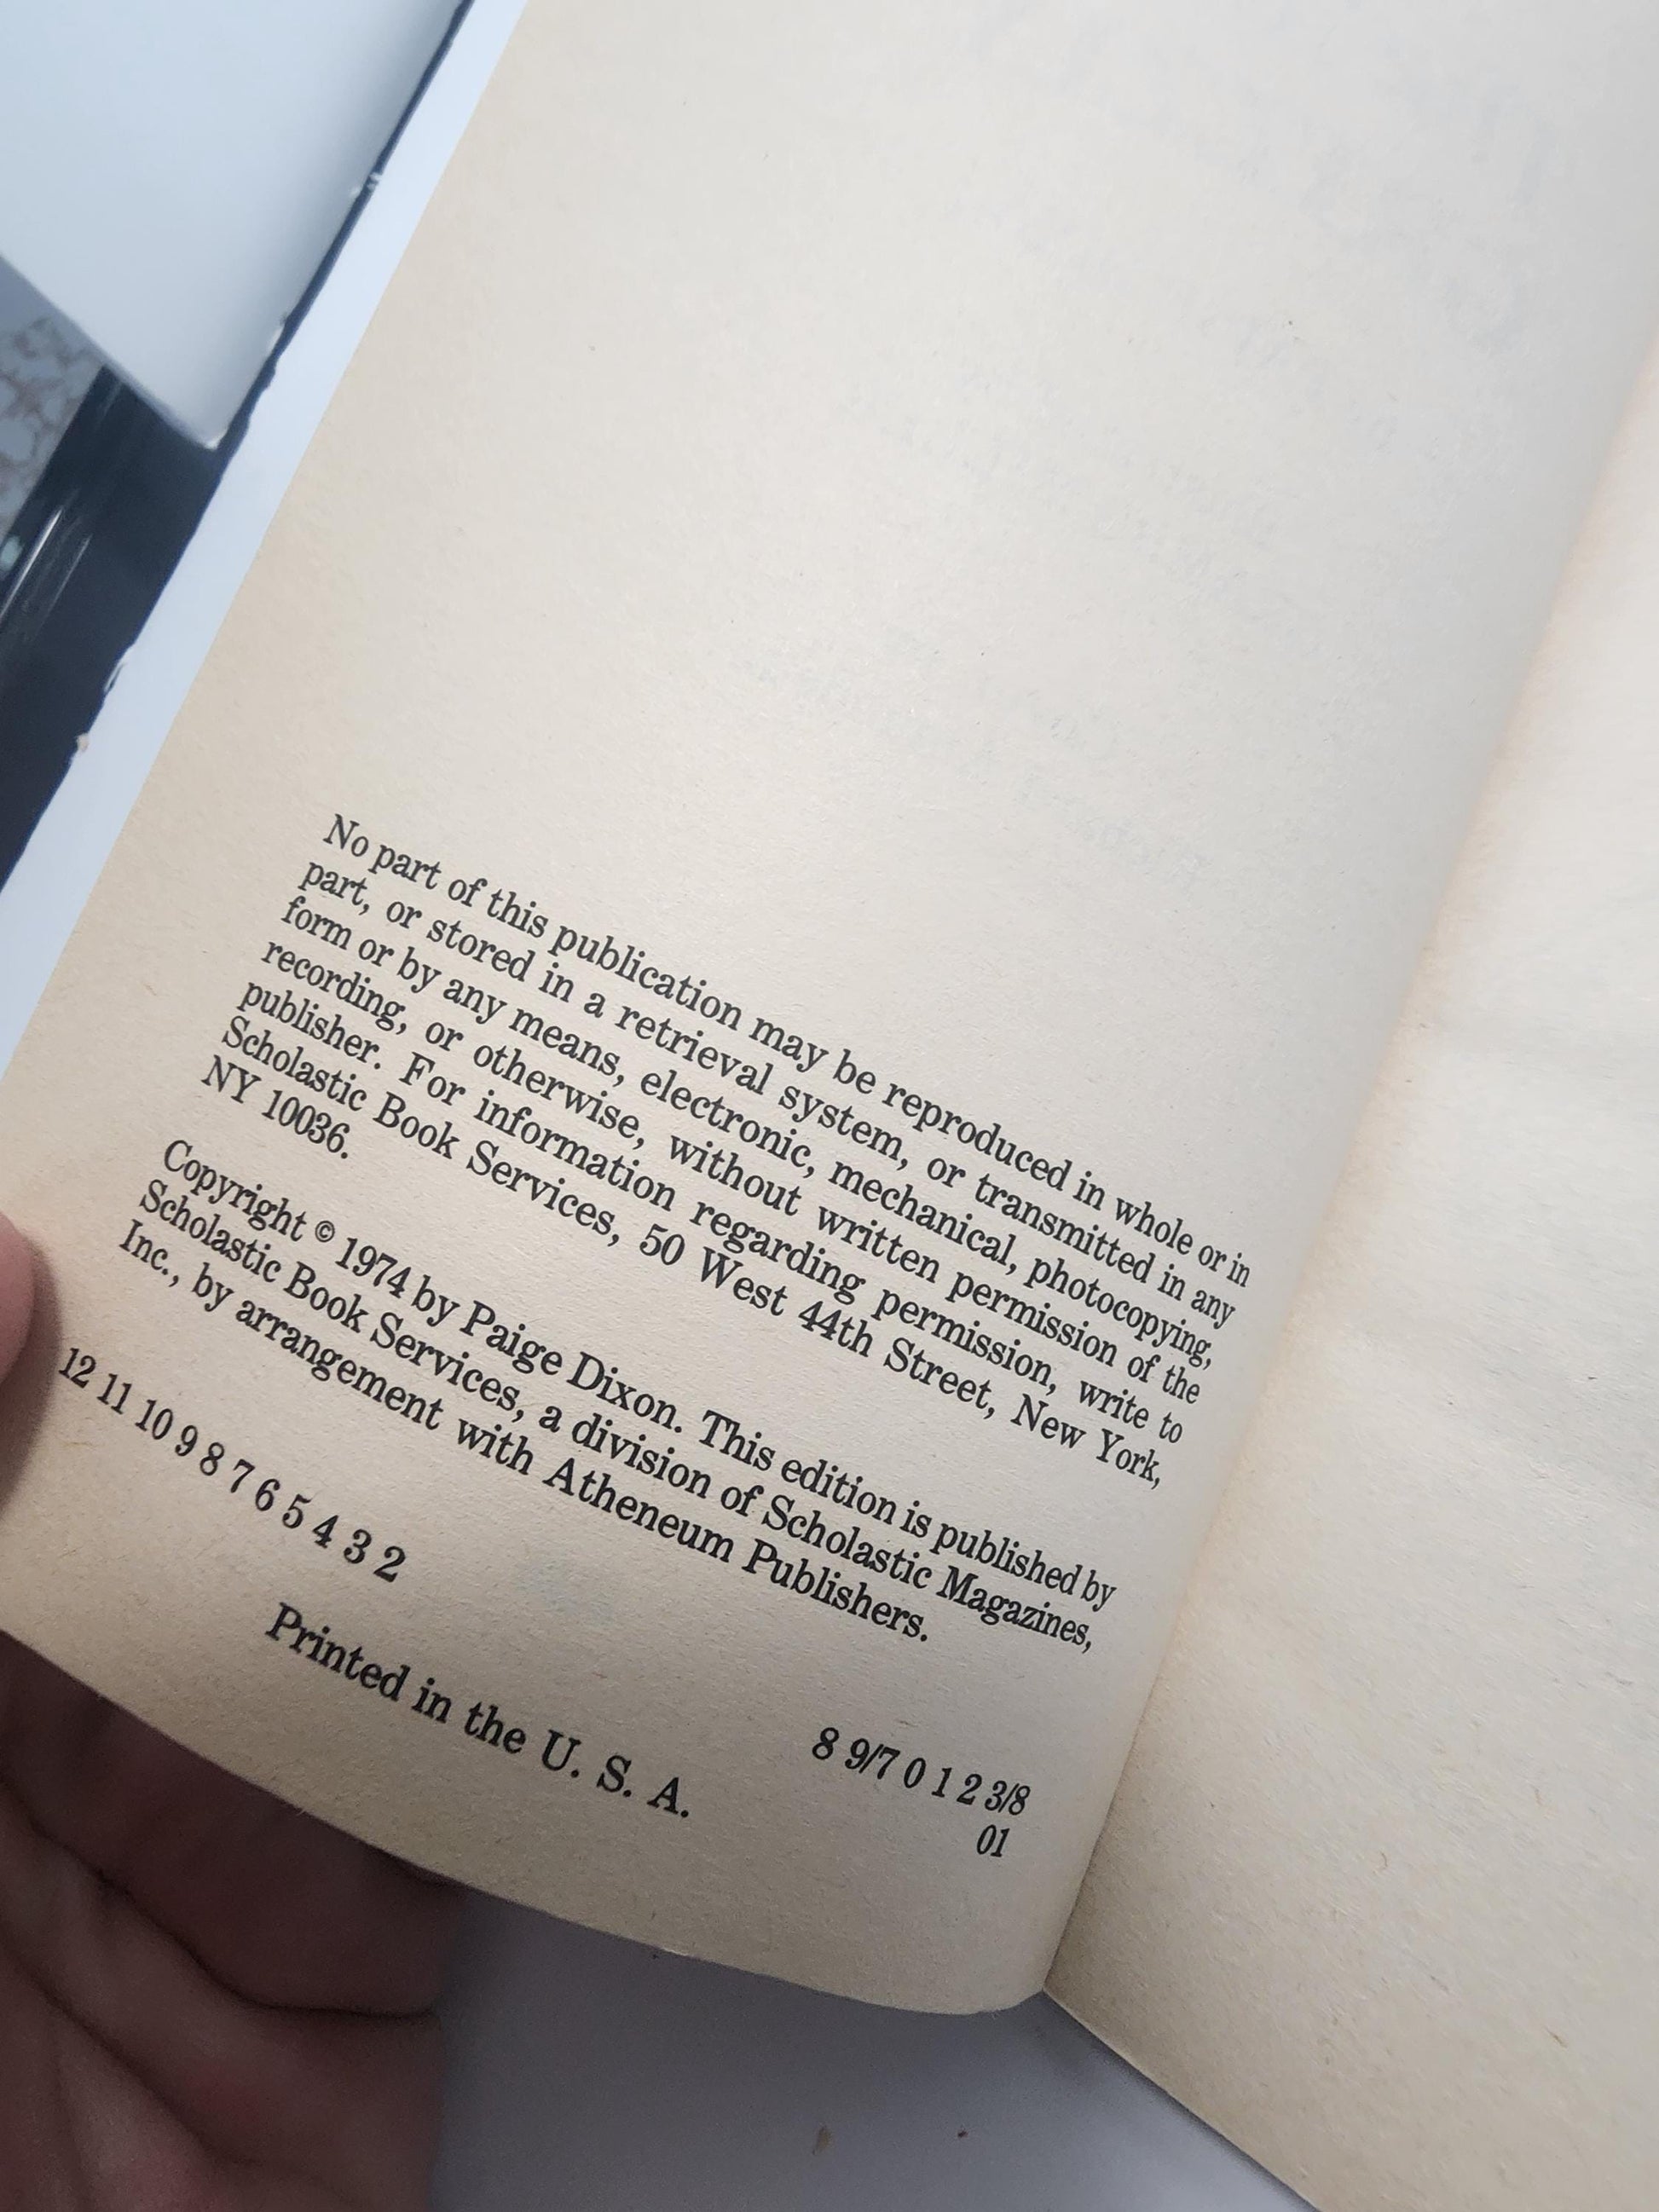 No part of this publication may be reproduced in whole or in
part, or stored in a retrieval system, or transmitted in any
form or by any means, electronic, mechanical, photocopying,
recording, or otherwise, without written permission of the
publisher. For information regarding permission, write to
Scholastic Book Services, 50 West 44th Street, New York,
NY 10036.
Copyright © 1974 by Paige Dixon. This edition is published by
Scholastic Book Services, a division of Scholastic Magazines,
Inc., by arrangement with Atheneum Publishers.
12 11 10 9 8 7 6 5 4 3 2
8 9/7 0 1 2 3/8
Printed in the U. S. A.
01